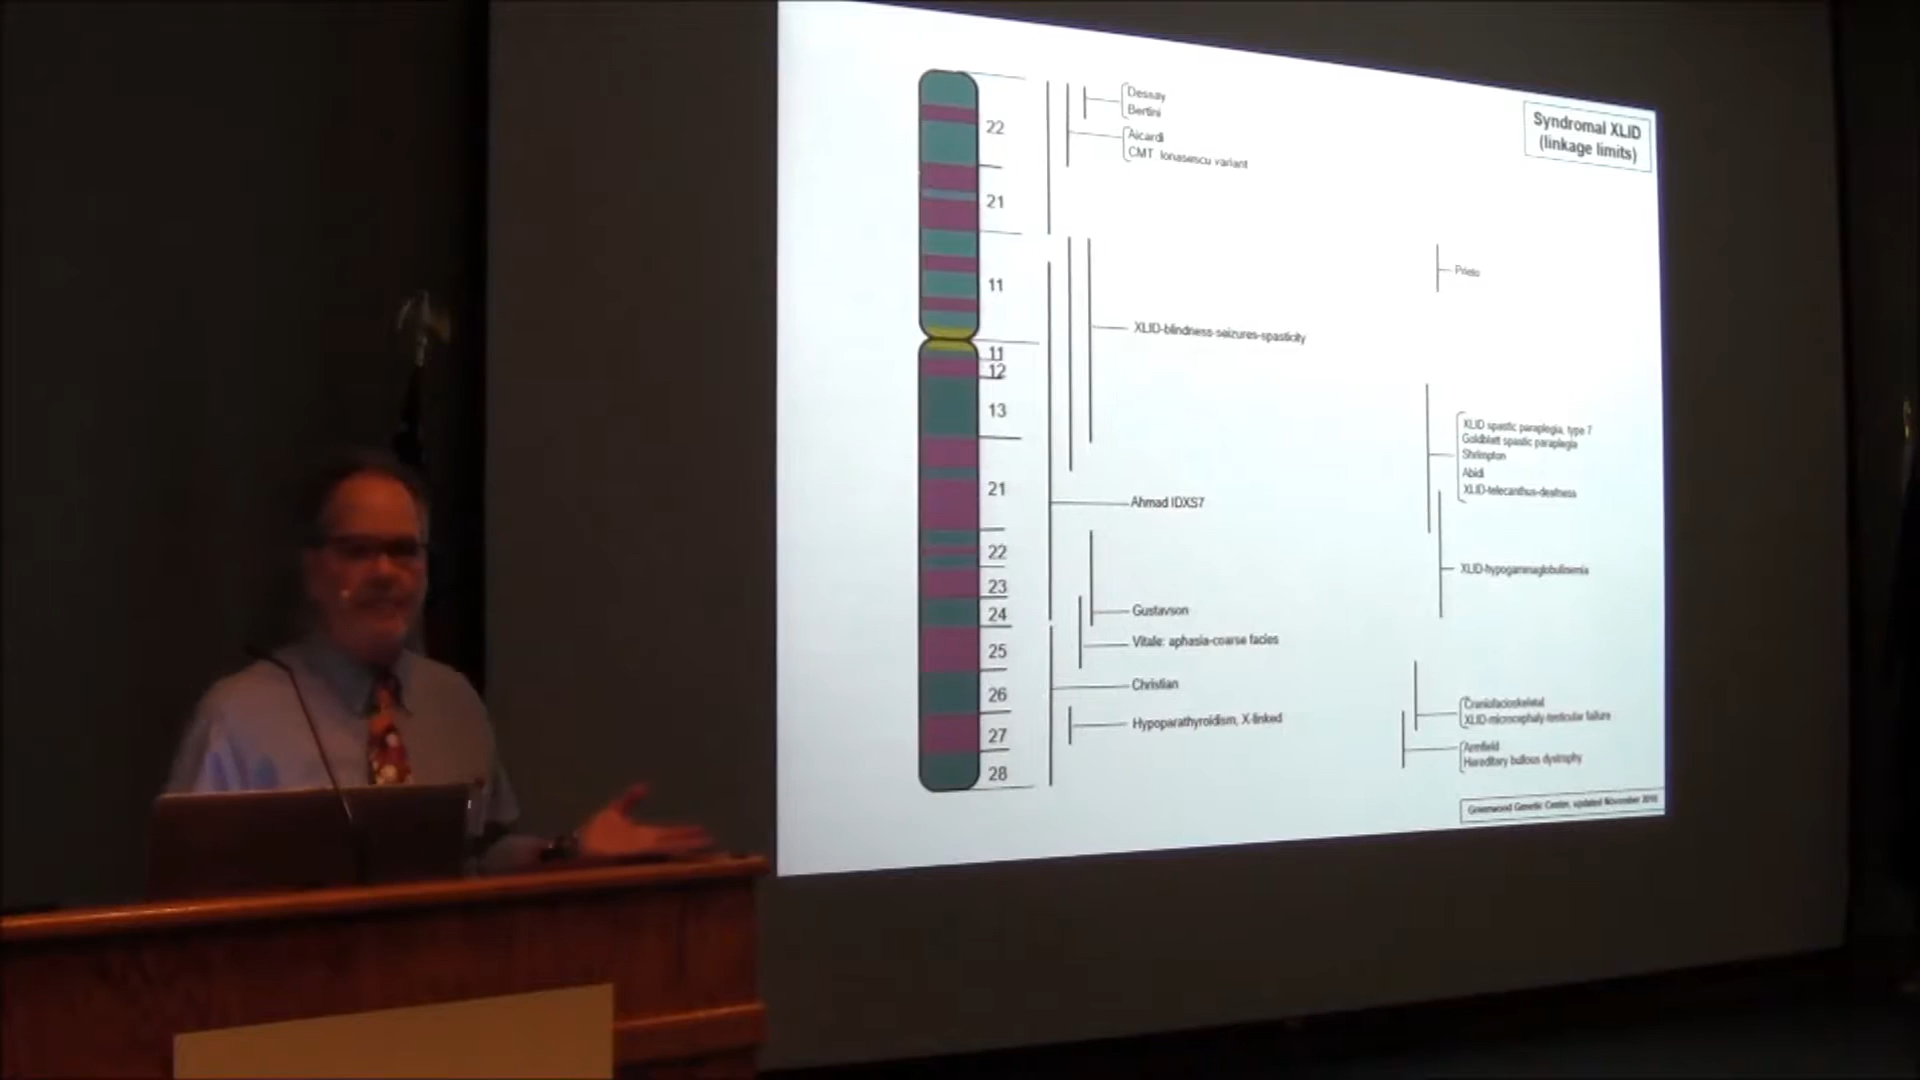 Syndromal XLID
(linkage limits)
22
21
11
11
12
13
21
22
23
24
25
26
27
28
Dessay
Bertini
Aicardi
CMT Ionasescu variant
XLID-blindness-seizures-spasticity
Ahmad IDXS7
Gustavson
Vitale: aphasia-coarse facies
Christian
Hypoparathyroidism, X-linked
Prieto
XLID spastic paraplegia, type 7
Goldblatt spastic paraplegia
Shrimpton
Abidi
XLID-telecanthus-deafness
XLID-hypogammaglobulinemia
Craniofacioskeletal
XLID-microcephaly-testicular failure
Armfield
Hereditary bullous dystrophy
Greenwood Genetic Center, updated November